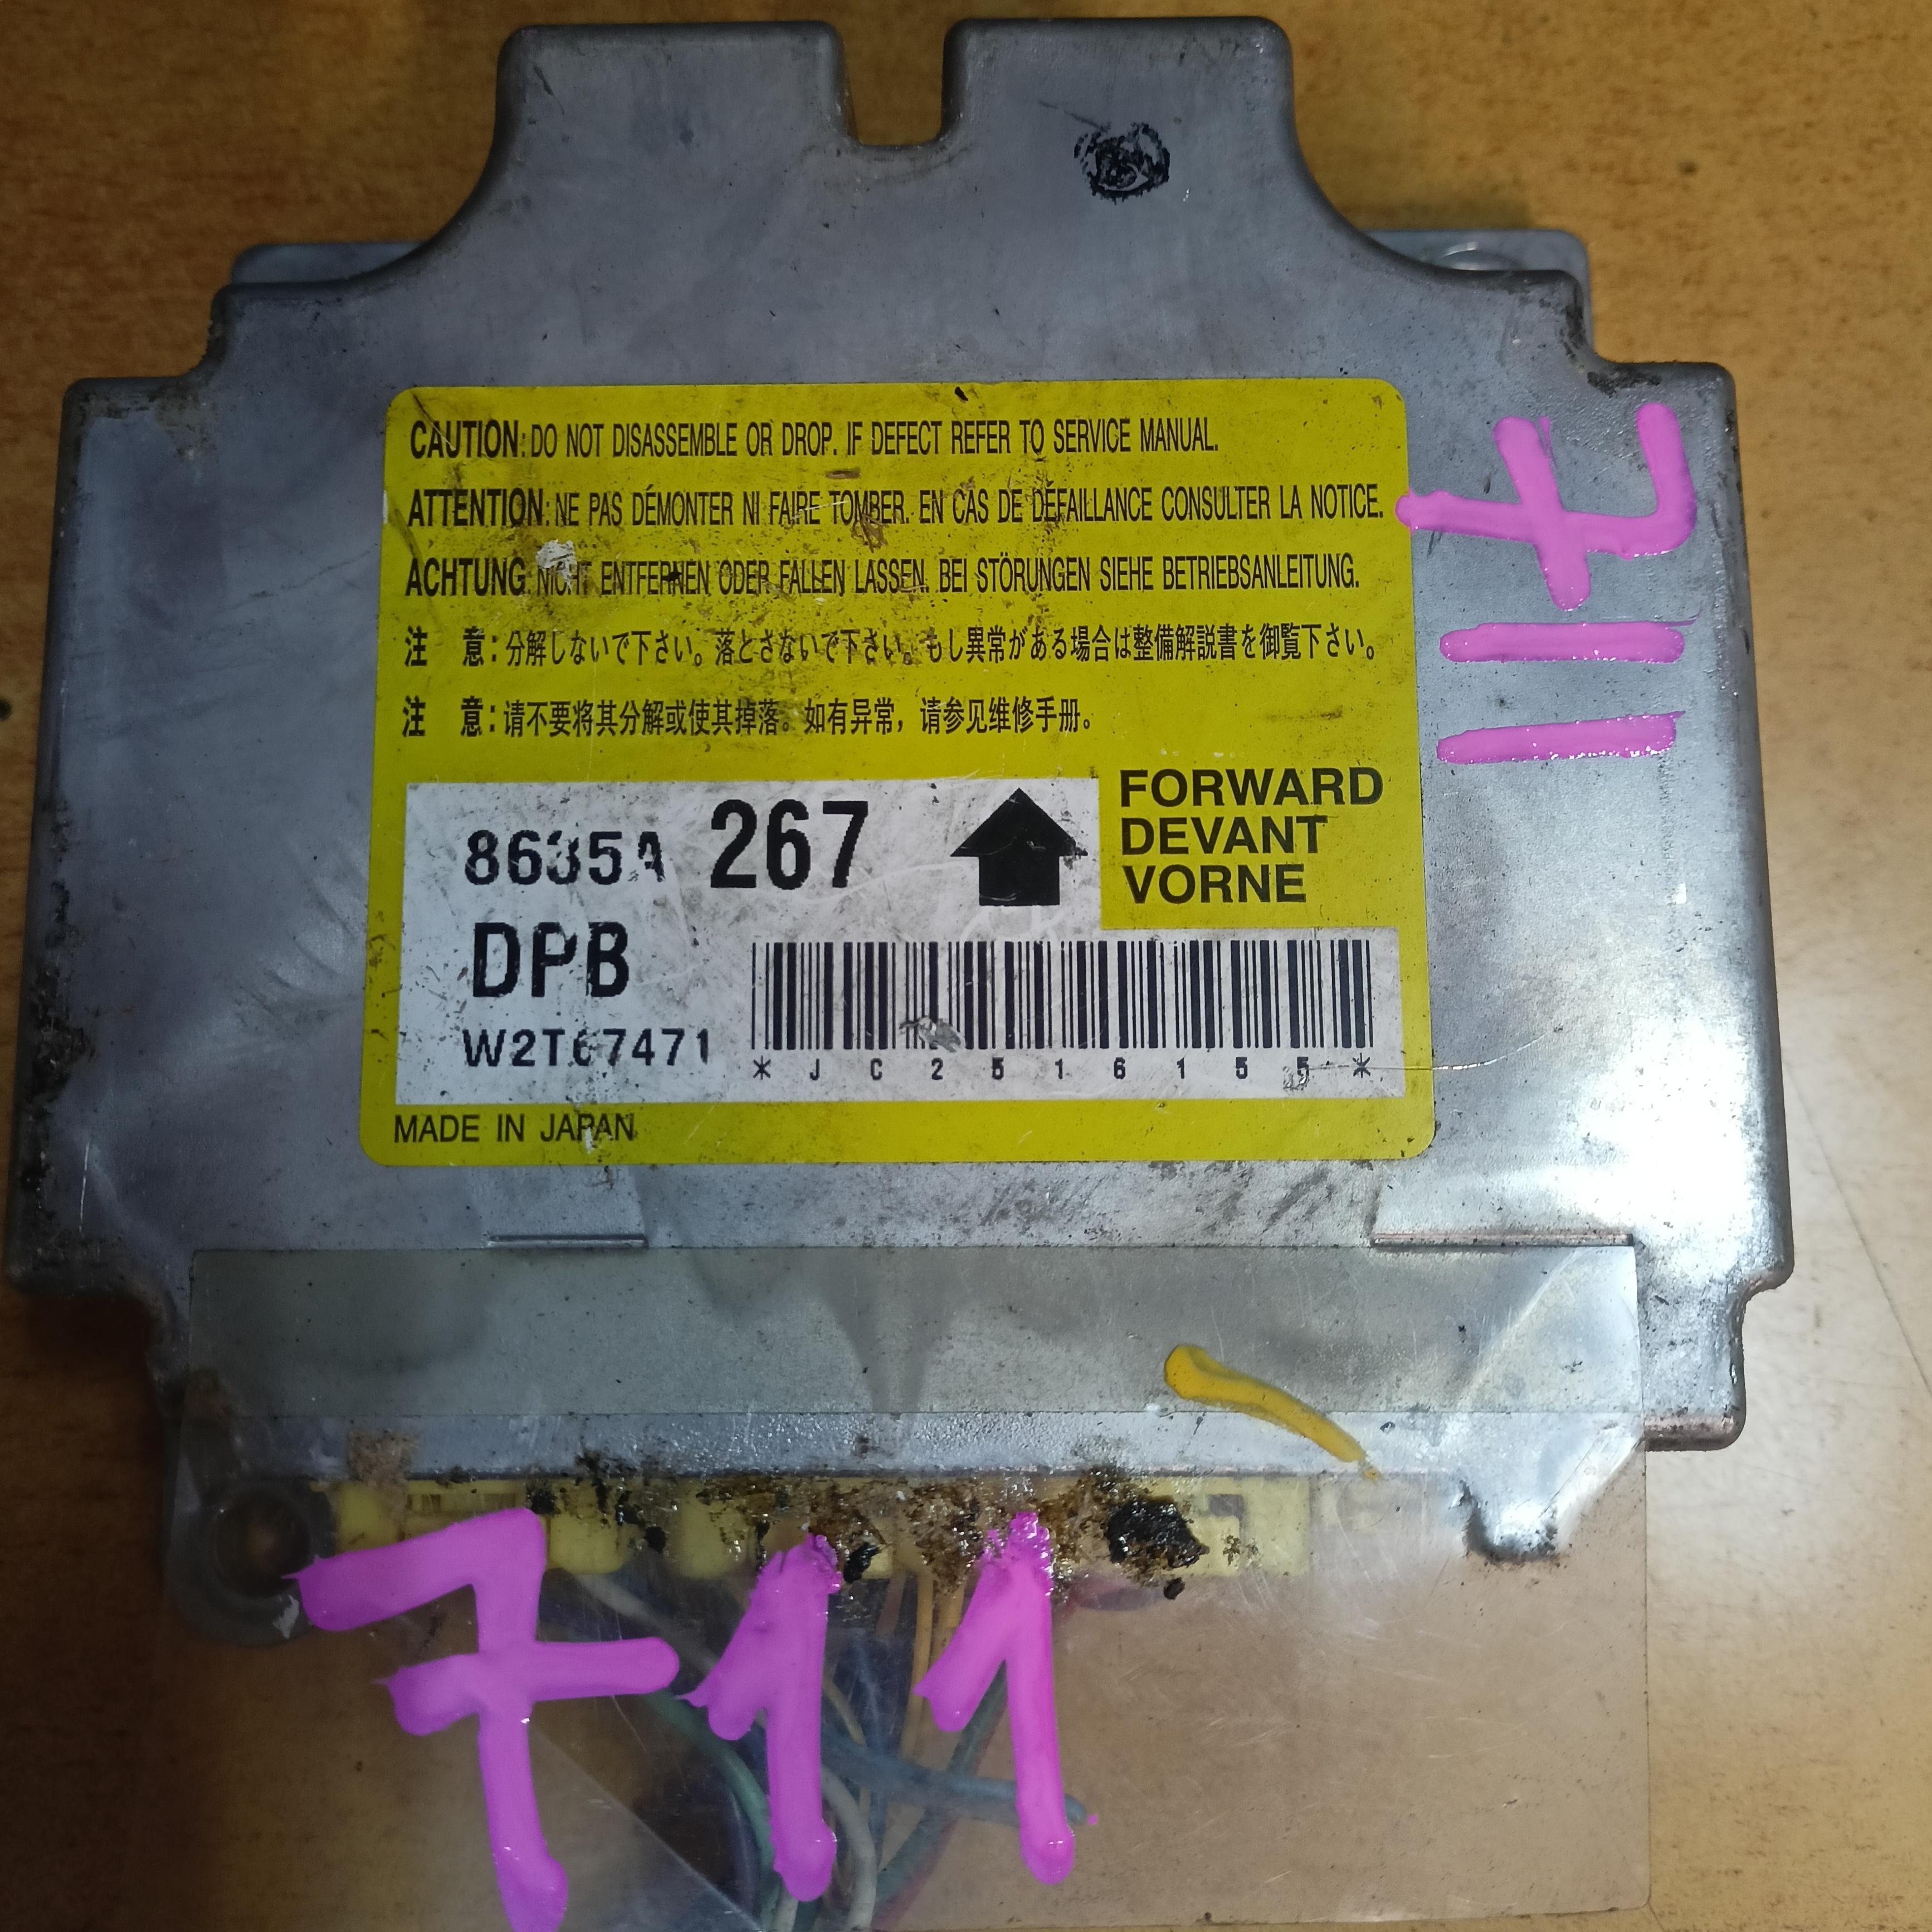 CAUTION: DO NOT DISASSEMBLE OR DROP. IF DEFECT REFER TO SERVICE MANUAL.
ATTENTION: NE PAS DÉMONTER NI FAIRE TOMBER. EN CAS DE DÉFAILLANCE CONSULTER LA NOTICE.
ACHTUNG: NICHT ENTFERNEN ODER FALLEN LASSEN. BEI STÖRUNGEN SIEHE BETRIEBSANLEITUNG.
注 意:分解しないで下さい。落とさないで下さい。もし異常がある場合は整備解説書を御覧下さい。
注 意:请不要将其分解或使其掉落。如有异常，请参见维修手册。
8635A 267
FORWARD
DEVANT
VORNE
DPB
W2T67471
*JC2516155*
MADE IN JAPAN
711
711